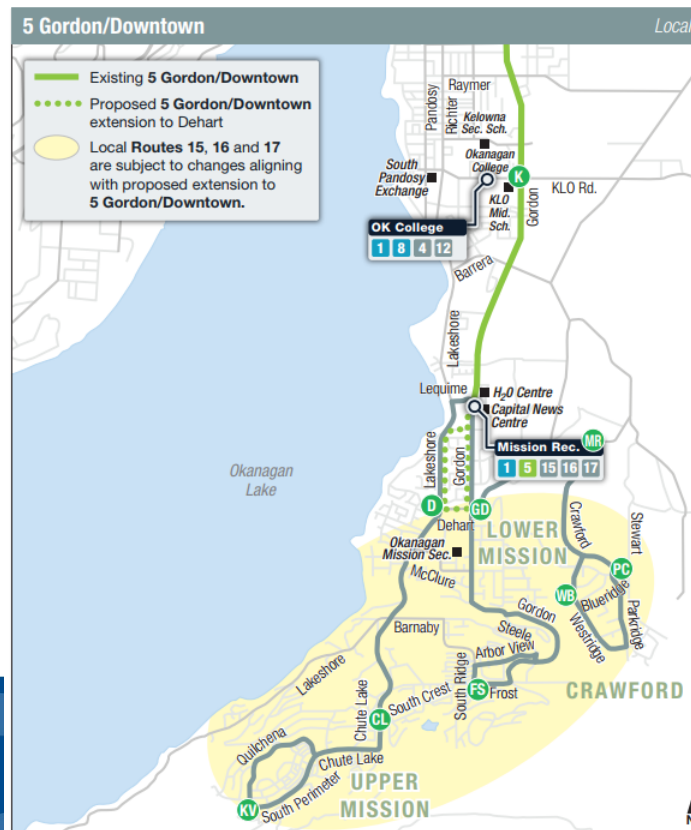 5 Gordon/Downtown
Local
Existing 5 Gordon/Downtown
Proposed 5 Gordon/Downtown
extension to Dehart
Local Routes 15, 16 and 17
are subject to changes aligning
with proposed extension to
5 Gordon/Downtown.
Pandosy
Richter
Raymer
Kelowna
Sec. Sch.
Okanagan
College
South
Pandosy
Exchange
K
KLO Rd.
KLO
Mid.
Sch.
Gordon
OK College
1 8 4 12
Barrera
Lakeshore
Lequime
H2O Centre
Capital News
Centre
Mission Rec.
MR
1 5 15 16 17
Okanagan
Lake
Lakeshore
Gordon
D
GD
Dehart
LOWER
MISSION
Okanagan
Mission Sec.
McClure
Crawford
Stewart
PC
WB
Blueridge
Westridge
Parkridge
CRAWFORD
Gordon
Steele
Barnaby
Arbor View
South Ridge
FS
Frost
Lakeshore
Chute Lake
CL
South Crest
Quilchena
Chute Lake
KV
South Perimeter
UPPER
MISSION
N